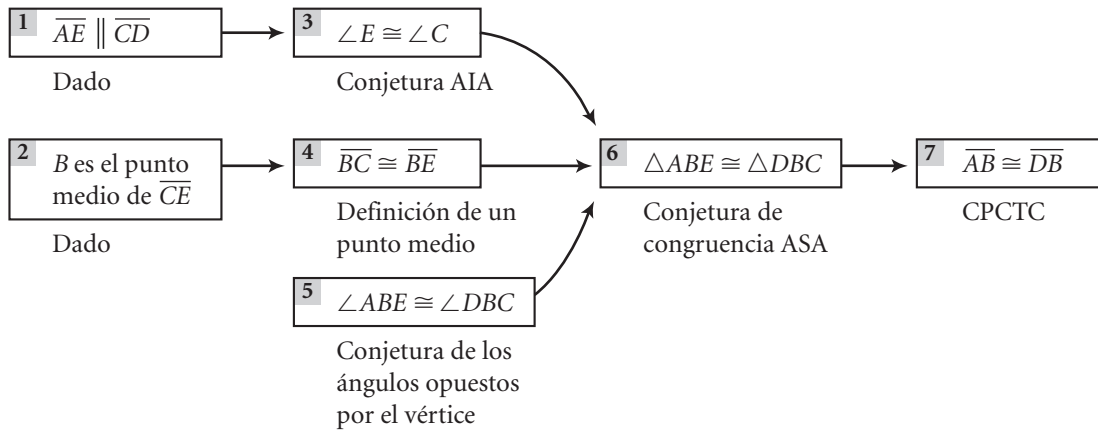 1 AE ∥ CD
Dado
3 ∠E ≅ ∠C
Conjetura AIA
2 B es el punto
medio de CE
Dado
4 BC ≅ BE
Definición de un
punto medio
5 ∠ABE ≅ ∠DBC
Conjetura de los
ángulos opuestos
por el vértice
6 △ABE ≅ △DBC
Conjetura de
congruencia ASA
7 AB ≅ DB
CPCTC